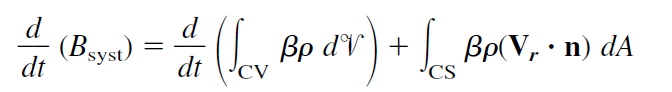 d/dt (B_syst) = d/dt (∫_CV βρ d𝒱) + ∫_CS βρ(V_r · n) dA